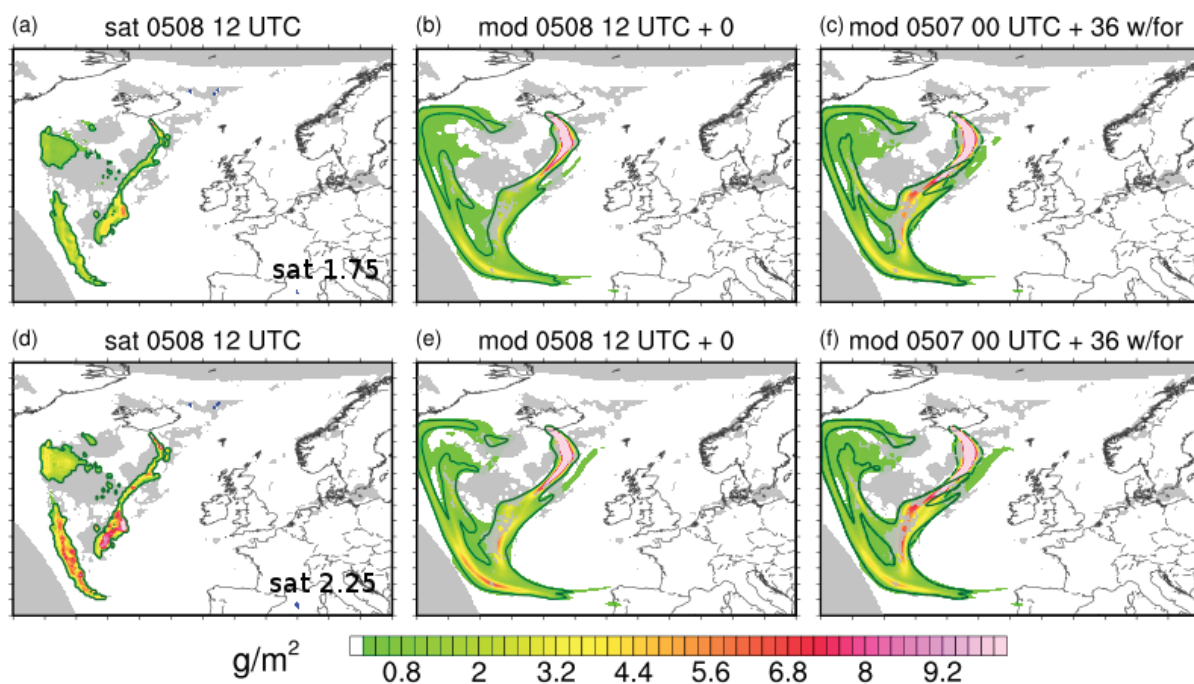 (a) sat 0508 12 UTC
(b) mod 0508 12 UTC + 0
(c) mod 0507 00 UTC + 36 w/for
sat 1.75
(d) sat 0508 12 UTC
(e) mod 0508 12 UTC + 0
(f) mod 0507 00 UTC + 36 w/for
sat 2.25
g/m²
0.8 2 3.2 4.4 5.6 6.8 8 9.2